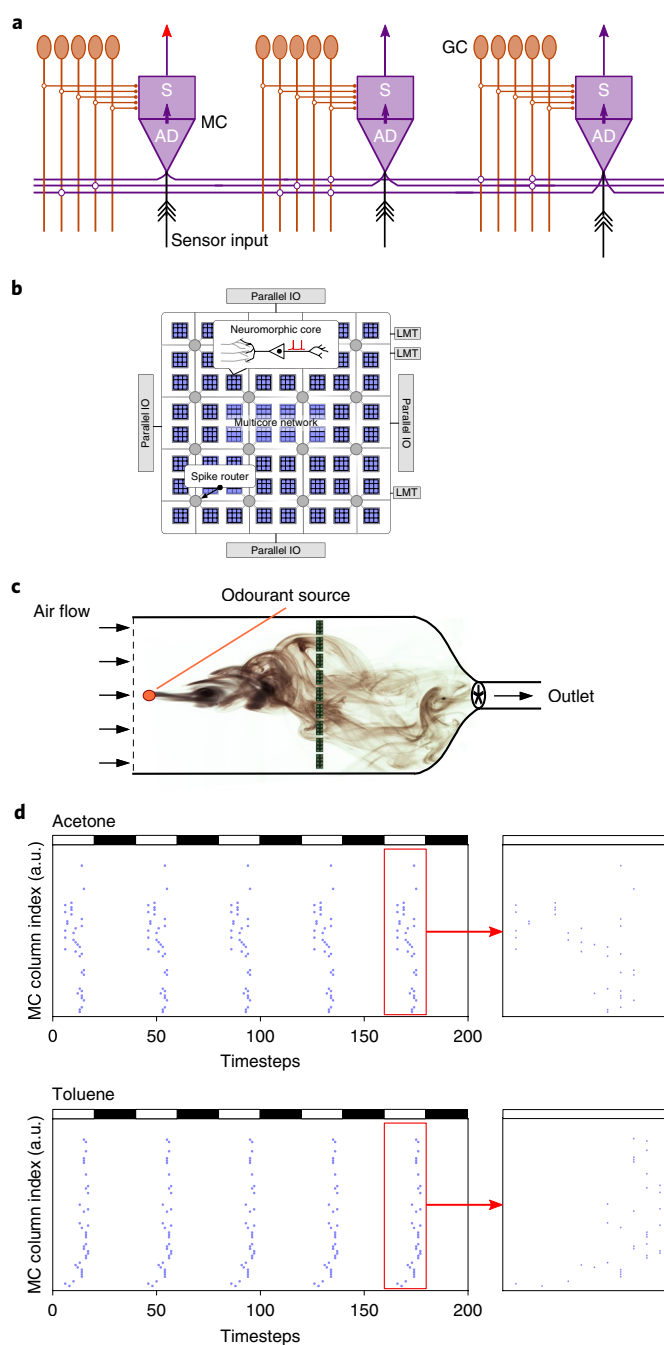 a
GC
S
MC
AD
S
AD
S
AD
Sensor input
b
Parallel IO
Neuromorphic core
LMT
LMT
Parallel IO
Multicore network
Parallel IO
Spike router
LMT
Parallel IO
c
Odourant source
Air flow
Outlet
d
Acetone
MC column index (a.u.)
0 50 100 150 200
Timesteps
Toluene
MC column index (a.u.)
0 50 100 150 200
Timesteps